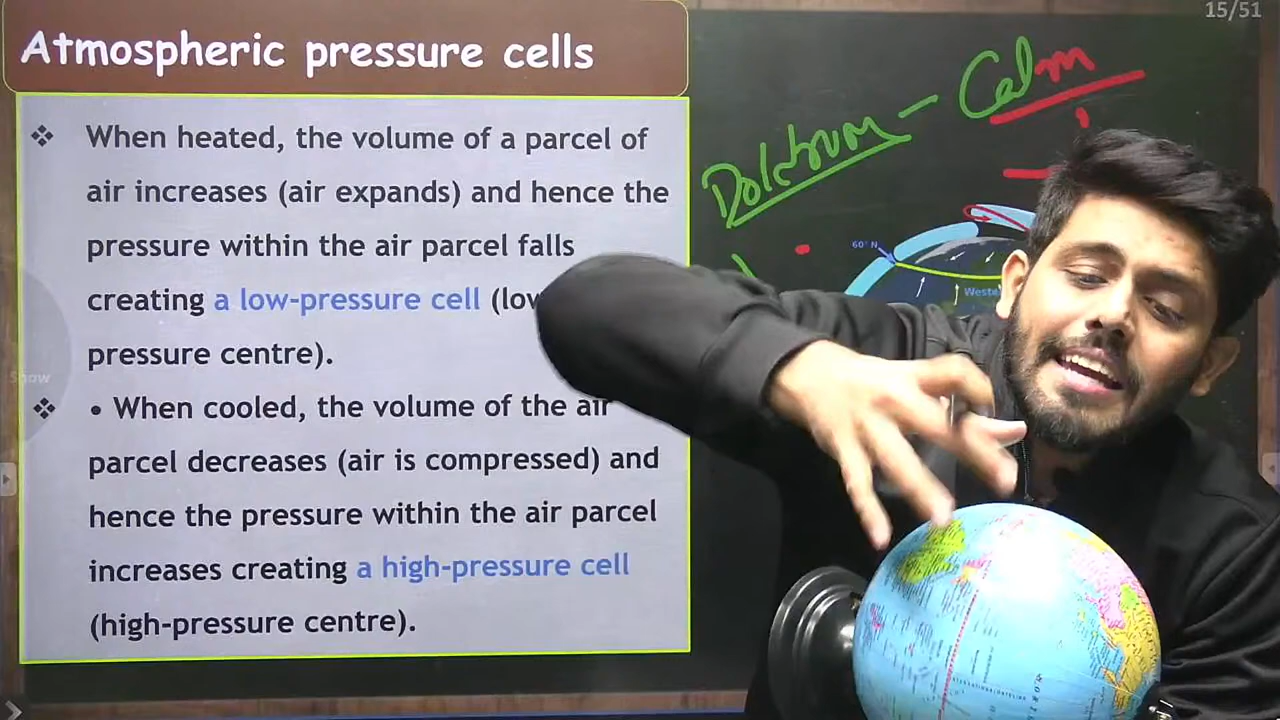 15/51
Atmospheric pressure cells
❖ When heated, the volume of a parcel of
air increases (air expands) and hence the
pressure within the air parcel falls
creating a low-pressure cell (low
pressure centre).
❖ • When cooled, the volume of the air
parcel decreases (air is compressed) and
hence the pressure within the air parcel
increases creating a high-pressure cell
(high-pressure centre).
Show
Doldrum - Calm
60° N
Weste